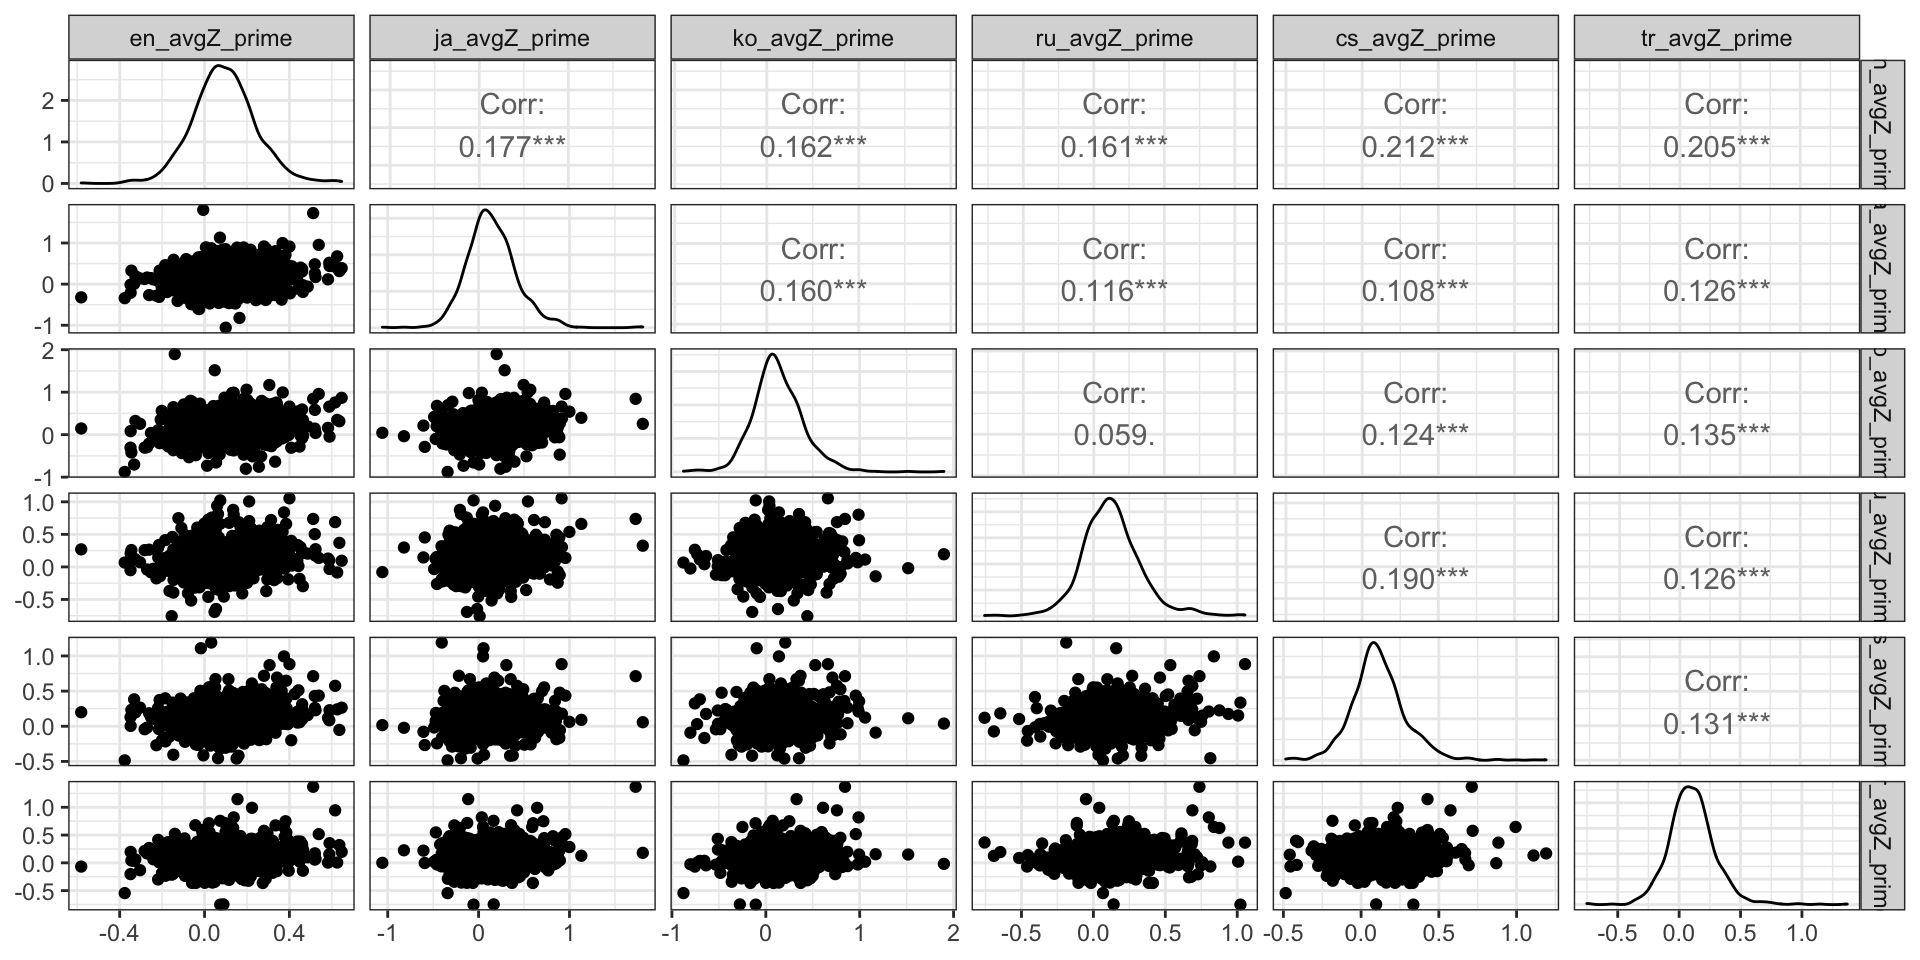 en_avgZ_prime ja_avgZ_prime ko_avgZ_prime ru_avgZ_prime cs_avgZ_prime tr_avgZ_prime
2
1
0
Corr: Corr: Corr: Corr: Corr:
0.177*** 0.162*** 0.161*** 0.212*** 0.205***
n_avgZ_prim
1
0
-1
Corr: Corr: Corr: Corr:
0.160*** 0.116*** 0.108*** 0.126***
a_avgZ_prim
2
1
0
-1
Corr: Corr: Corr:
0.059. 0.124*** 0.135***
o_avgZ_prim
1.0
0.5
0.0
-0.5
Corr: Corr:
0.190*** 0.126***
u_avgZ_prim
1.0
0.5
0.0
-0.5
Corr:
0.131***
s_avgZ_prim
1.0
0.5
0.0
-0.5
_avgZ_prim
-0.4 0.0 0.4 -1 0 1 -1 0 1 2 -0.5 0.0 0.5 1.0 -0.5 0.0 0.5 1.0 -0.5 0.0 0.5 1.0